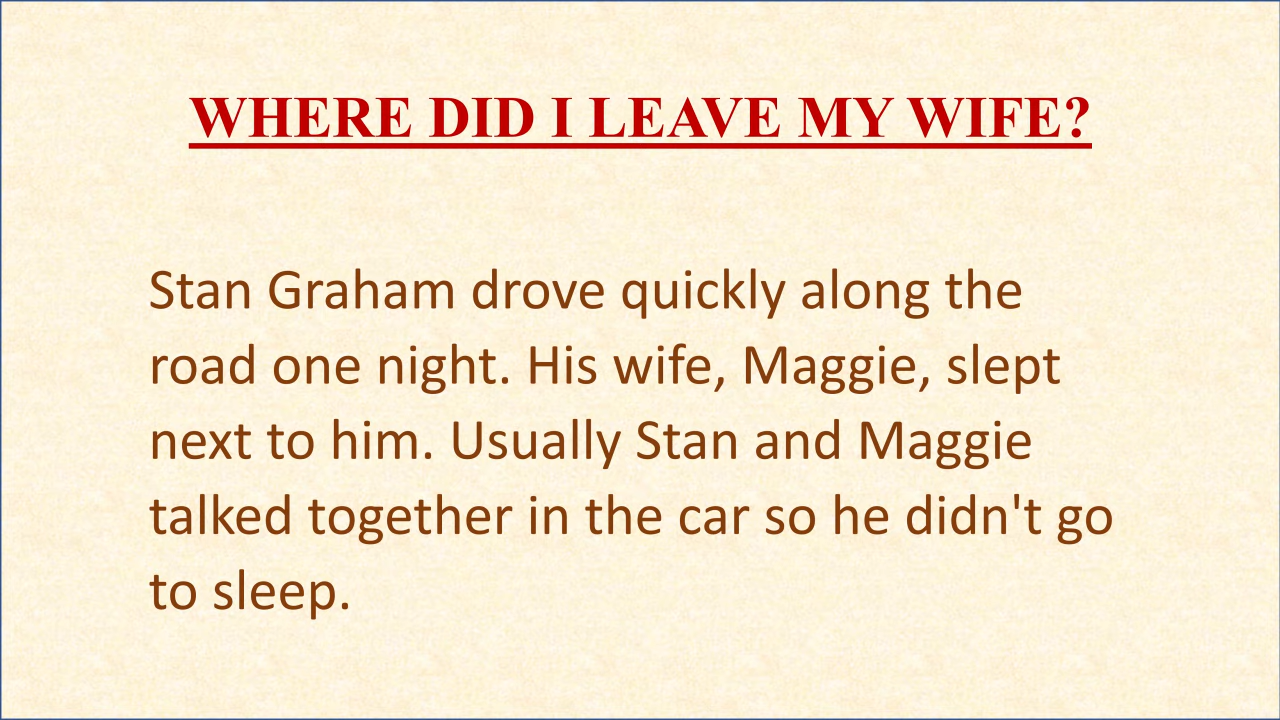 WHERE DID I LEAVE MY WIFE?
Stan Graham drove quickly along the
road one night. His wife, Maggie, slept
next to him. Usually Stan and Maggie
talked together in the car so he didn't go
to sleep.